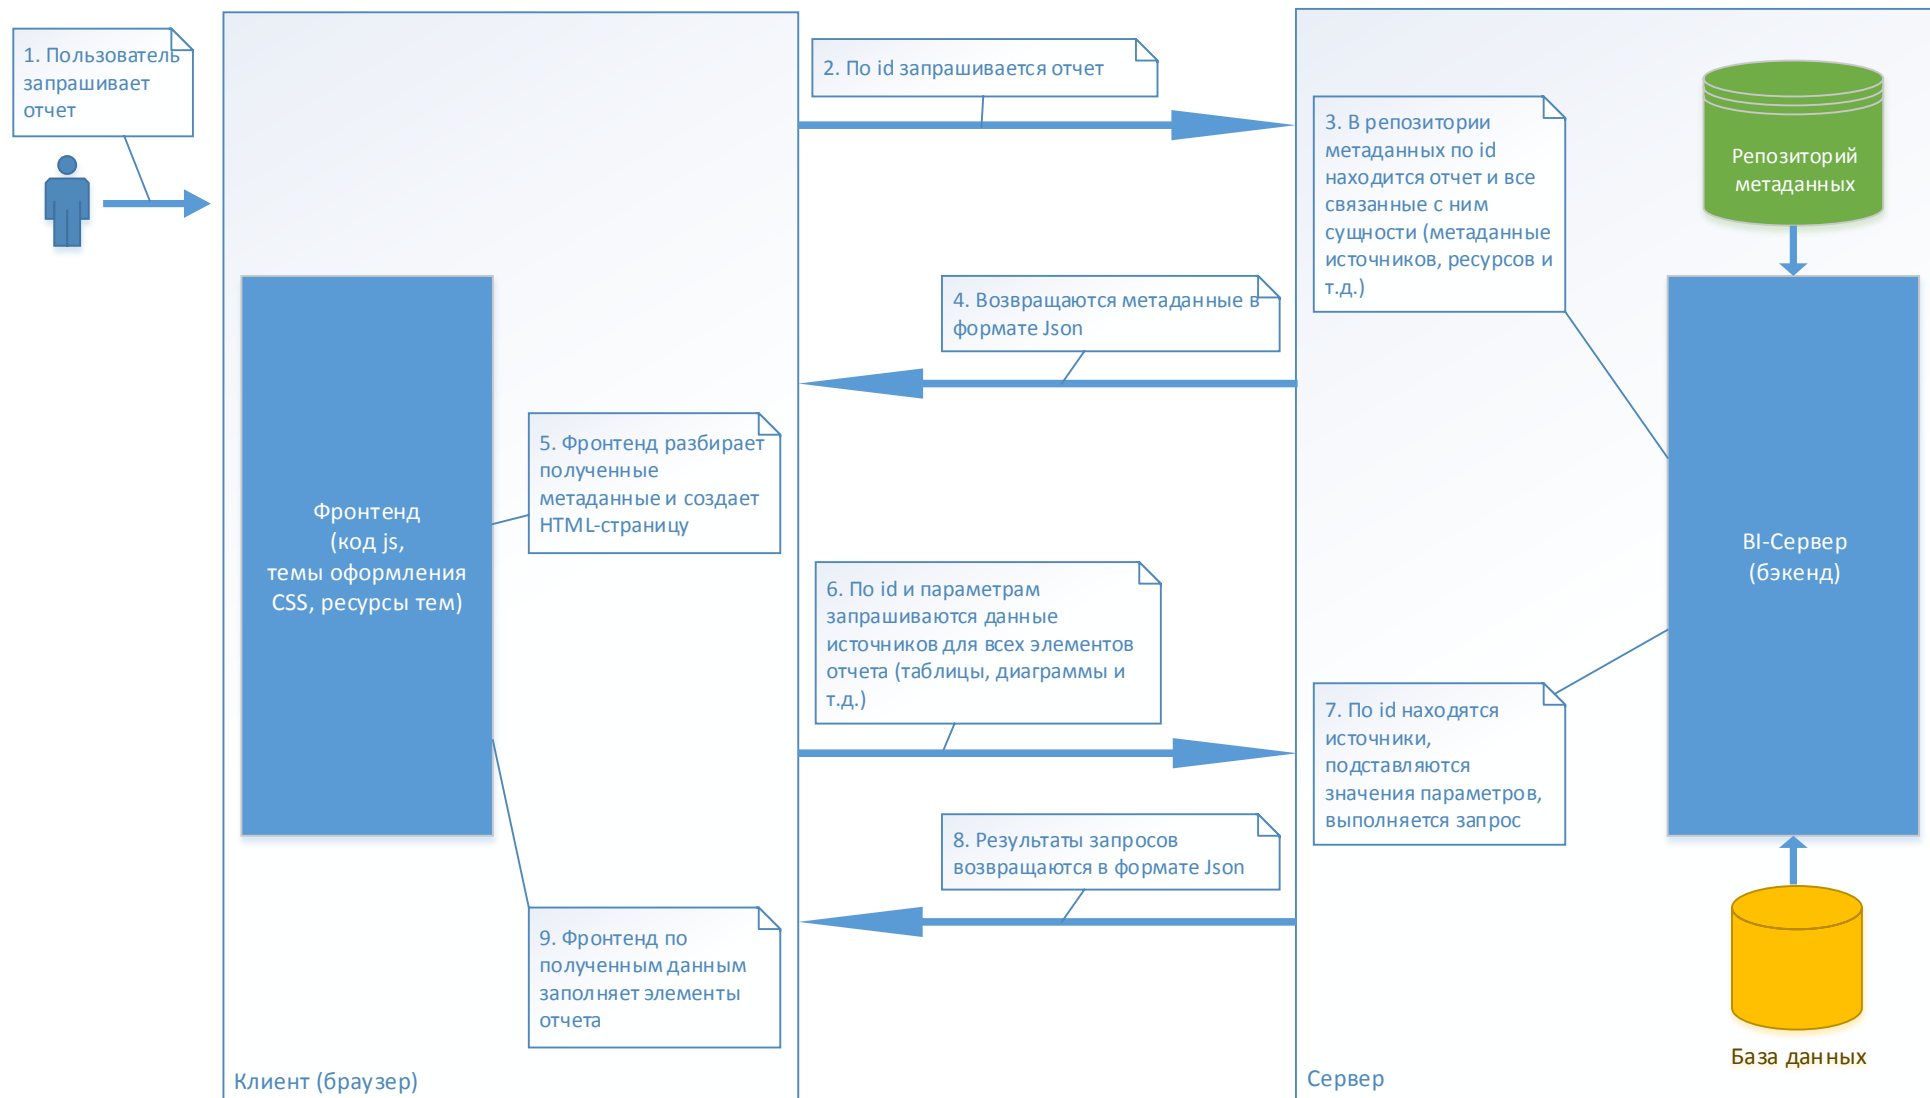 1. Пользователь
запрашивает
отчет
2. По id запрашивается отчет
3. В репозитории
метаданных по id
находится отчет и все
связанные с ним
сущности (метаданные
источников, ресурсов и
т.д.)
Репозиторий
метаданных
4. Возвращаются метаданные в
формате Json
5. Фронтенд разбирает
полученные
метаданные и создает
HTML-страницу
Фронтенд
(код js,
темы оформления
CSS, ресурсы тем)
BI-Сервер
(бэкенд)
6. По id и параметрам
запрашиваются данные
источников для всех элементов
отчета (таблицы, диаграммы и
т.д.)
7. По id находятся
источники,
подставляются
значения параметров,
выполняется запрос
8. Результаты запросов
возвращаются в формате Json
9. Фронтенд по
полученным данным
заполняет элементы
отчета
База данных
Клиент (браузер)
Сервер